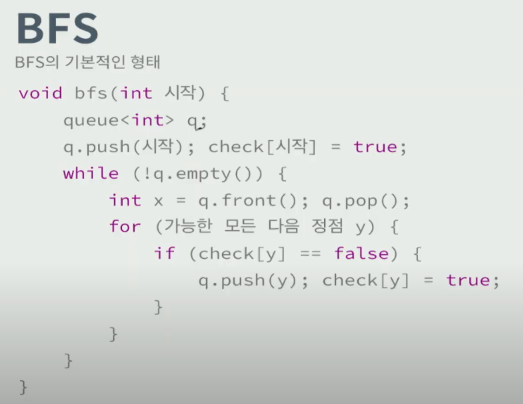 BFS
BFS의 기본적인 형태
void bfs(int 시작) {
queue<int> q;
q.push(시작); check[시작] = true;
while (!q.empty()) {
int x = q.front(); q.pop();
for (가능한 모든 다음 정점 y) {
if (check[y] == false) {
q.push(y); check[y] = true;
}
}
}
}